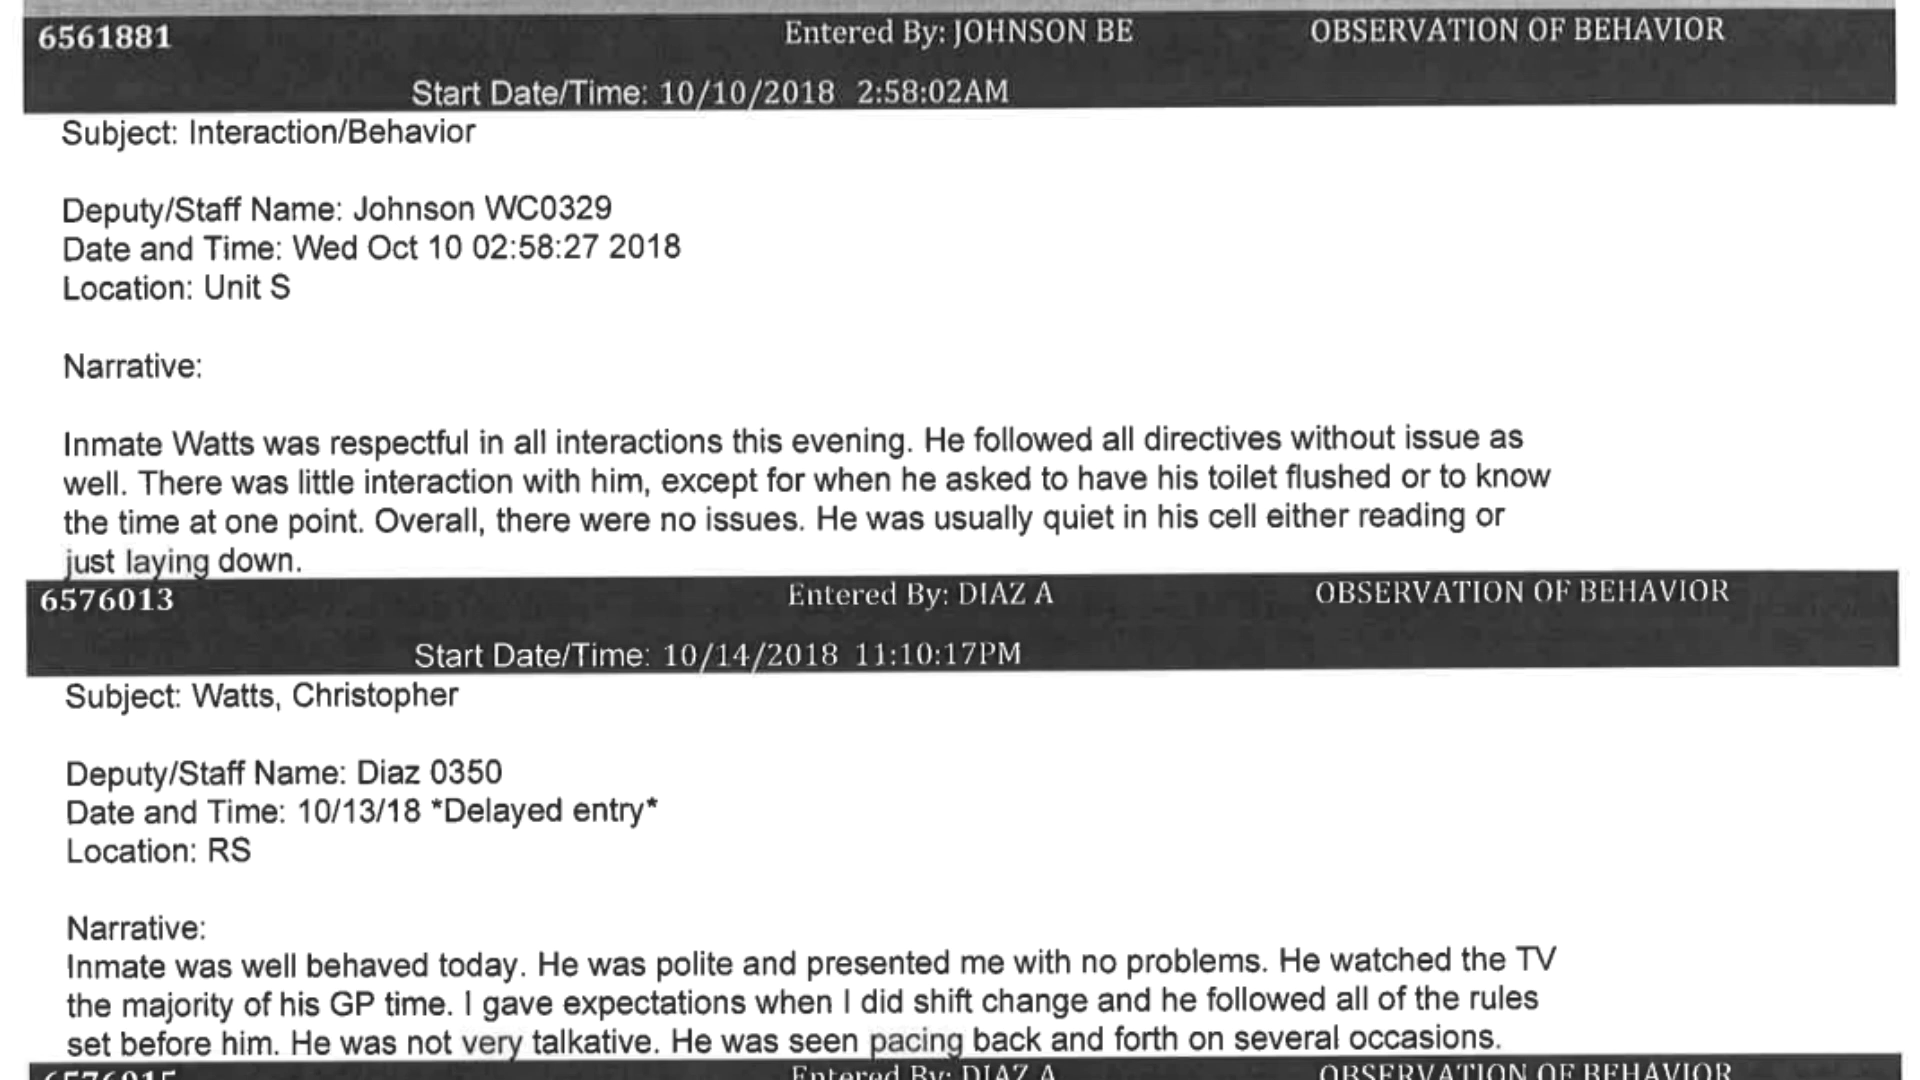 6561881 Entered By: JOHNSON BE OBSERVATION OF BEHAVIOR
Start Date/Time: 10/10/2018 2:58:02AM
Subject: Interaction/Behavior
Deputy/Staff Name: Johnson WC0329
Date and Time: Wed Oct 10 02:58:27 2018
Location: Unit S
Narrative:
Inmate Watts was respectful in all interactions this evening. He followed all directives without issue as
well. There was little interaction with him, except for when he asked to have his toilet flushed or to know
the time at one point. Overall, there were no issues. He was usually quiet in his cell either reading or
just laying down.
6576013 Entered By: DIAZ A OBSERVATION OF BEHAVIOR
Start Date/Time: 10/14/2018 11:10:17PM
Subject: Watts, Christopher
Deputy/Staff Name: Diaz 0350
Date and Time: 10/13/18 *Delayed entry*
Location: RS
Narrative:
Inmate was well behaved today. He was polite and presented me with no problems. He watched the TV
the majority of his GP time. I gave expectations when I did shift change and he followed all of the rules
set before him. He was not very talkative. He was seen pacing back and forth on several occasions.
6576015 Entered By: DIAZ A OBSERVATION OF BEHAVIOR